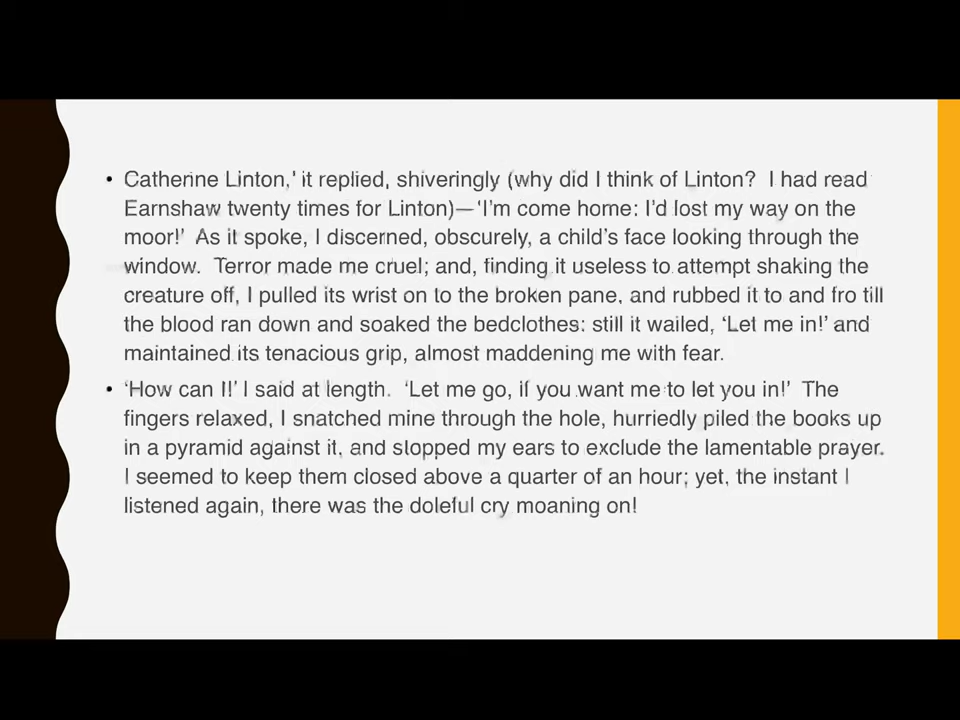 • Catherine Linton,' it replied, shiveringly (why did I think of Linton?  I had read
Earnshaw twenty times for Linton)—‘I’m come home: I’d lost my way on the
moor!’  As it spoke, I discerned, obscurely, a child’s face looking through the
window.  Terror made me cruel; and, finding it useless to attempt shaking the
creature off, I pulled its wrist on to the broken pane, and rubbed it to and fro till
the blood ran down and soaked the bedclothes: still it wailed, ‘Let me in!’ and
maintained its tenacious grip, almost maddening me with fear.
• ‘How can I!’ I said at length.  ‘Let me go, if you want me to let you in!’  The
fingers relaxed, I snatched mine through the hole, hurriedly piled the books up
in a pyramid against it, and stopped my ears to exclude the lamentable prayer.
I seemed to keep them closed above a quarter of an hour; yet, the instant I
listened again, there was the doleful cry moaning on!